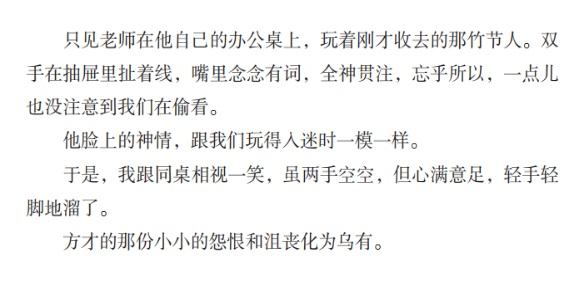 只见老师在他自己的办公桌上，玩着刚才收去的那竹节人。双
手在抽屉里扯着线，嘴里念念有词，全神贯注，忘乎所以，一点儿
也没注意到我们在偷看。
他脸上的神情，跟我们玩得入迷时一模一样。
于是，我跟同桌相视一笑，虽两手空空，但心满意足，轻手轻
脚地溜了。
方才的那份小小的怨恨和沮丧化为乌有。